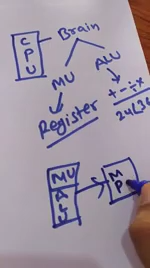 CPU
Brain
MU
ALU
Register
+ - ÷ ×
MU
ALU
MP